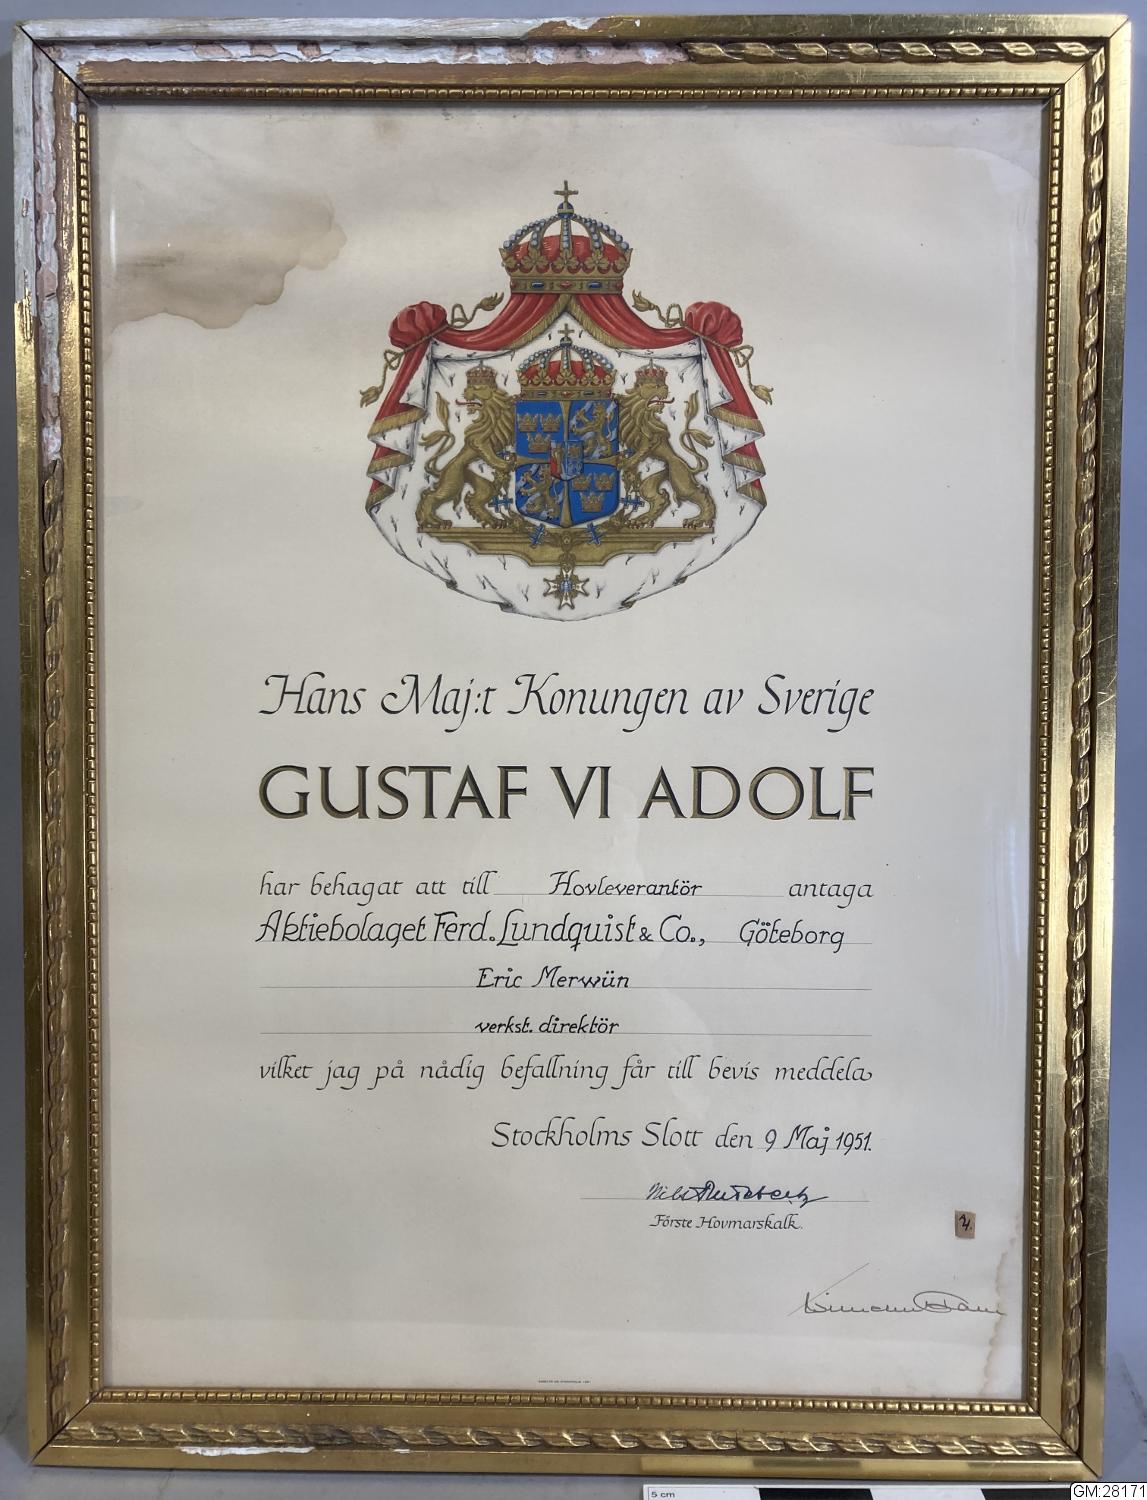 Hans Maj:t Konungen av Sverige
GUSTAF VI ADOLF
har behagat att till Hovleverantör antaga
Aktiebolaget Ferd. Lundquist & Co., Göteborg
Eric Merwün
verkst. direktör
vilket jag på nådig befallning får till bevis meddela
Stockholms Slott den 9 Maj 1951.
Förste Hovmarskalk.
5 cm
GM:28171